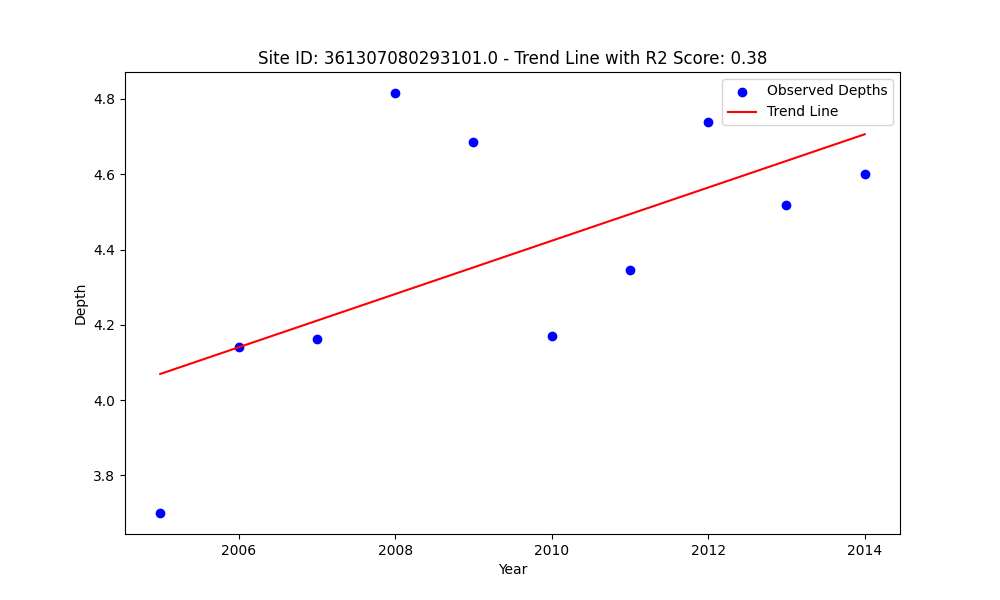 Site ID: 361307080293101.0 - Trend Line with R2 Score: 0.38
Observed Depths
Trend Line
4.8
4.6
4.4
4.2
4.0
3.8
Depth
2006
2008
2010
2012
2014
Year